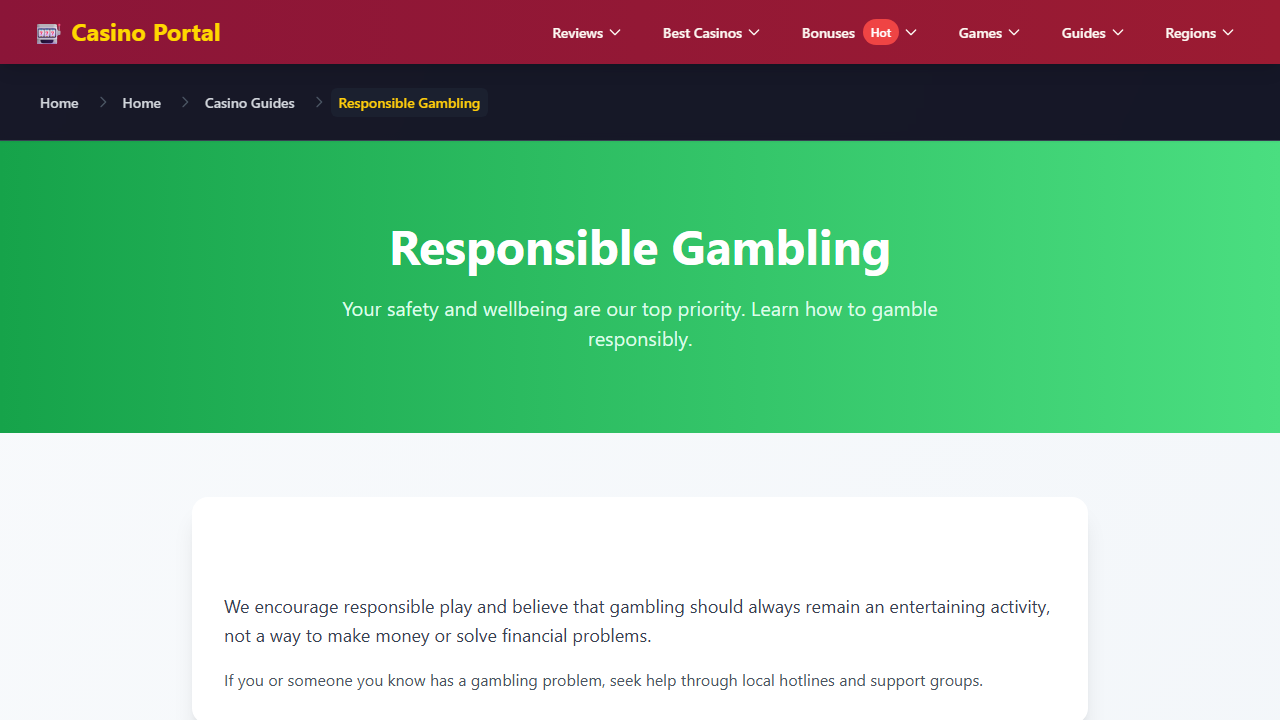 Casino Portal
Reviews Best Casinos Bonuses Hot Games Guides Regions
Home Home Casino Guides Responsible Gambling
Responsible Gambling
Your safety and wellbeing are our top priority. Learn how to gamble
responsibly.
We encourage responsible play and believe that gambling should always remain an entertaining activity,
not a way to make money or solve financial problems.
If you or someone you know has a gambling problem, seek help through local hotlines and support groups.